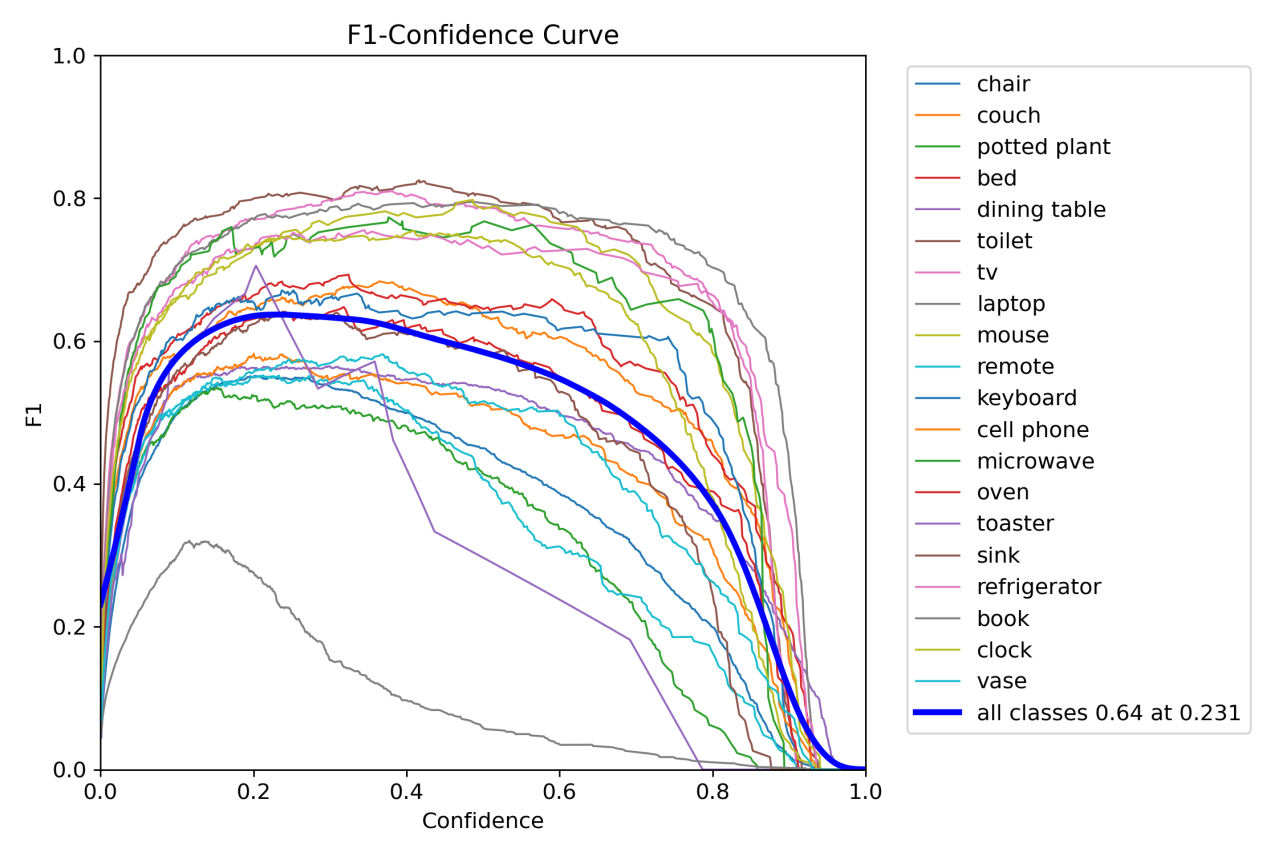 F1-Confidence Curve
1.0
0.8
0.6
0.4
0.2
0.0
F1
0.0 0.2 0.4 0.6 0.8 1.0
Confidence
chair
couch
potted plant
bed
dining table
toilet
tv
laptop
mouse
remote
keyboard
cell phone
microwave
oven
toaster
sink
refrigerator
book
clock
vase
all classes 0.64 at 0.231